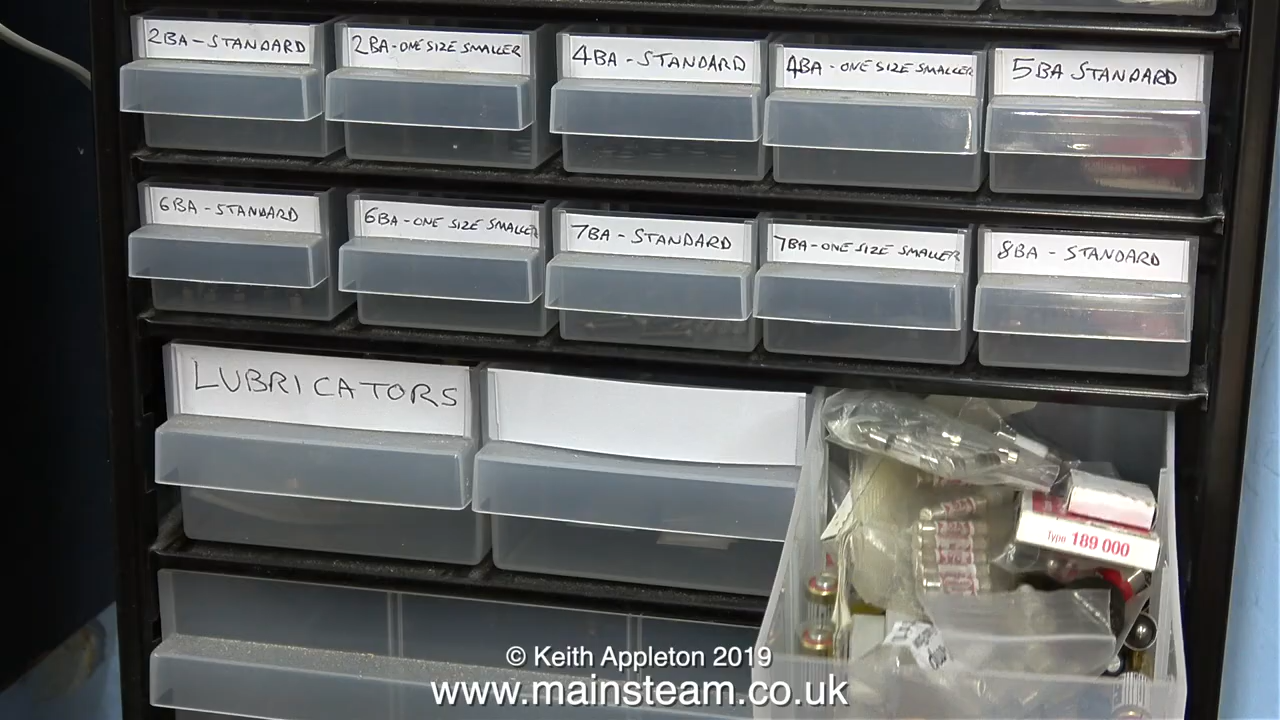 2BA - STANDARD
2BA - ONE SIZE SMALLER
4BA - STANDARD
4BA - ONE SIZE SMALLER
5BA STANDARD
6BA - STANDARD
6BA - ONE SIZE SMALLER
7BA - STANDARD
7BA - ONE SIZE SMALLER
8BA - STANDARD
LUBRICATORS
Type 189 000
© Keith Appleton 2019
www.mainsteam.co.uk